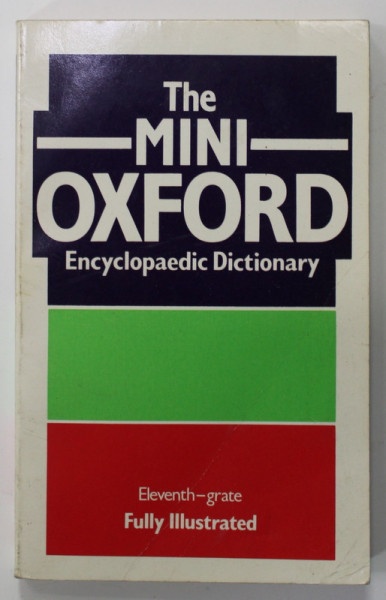 The
MINI
OXFORD
Encyclopaedic Dictionary
Eleventh–grate
Fully Illustrated